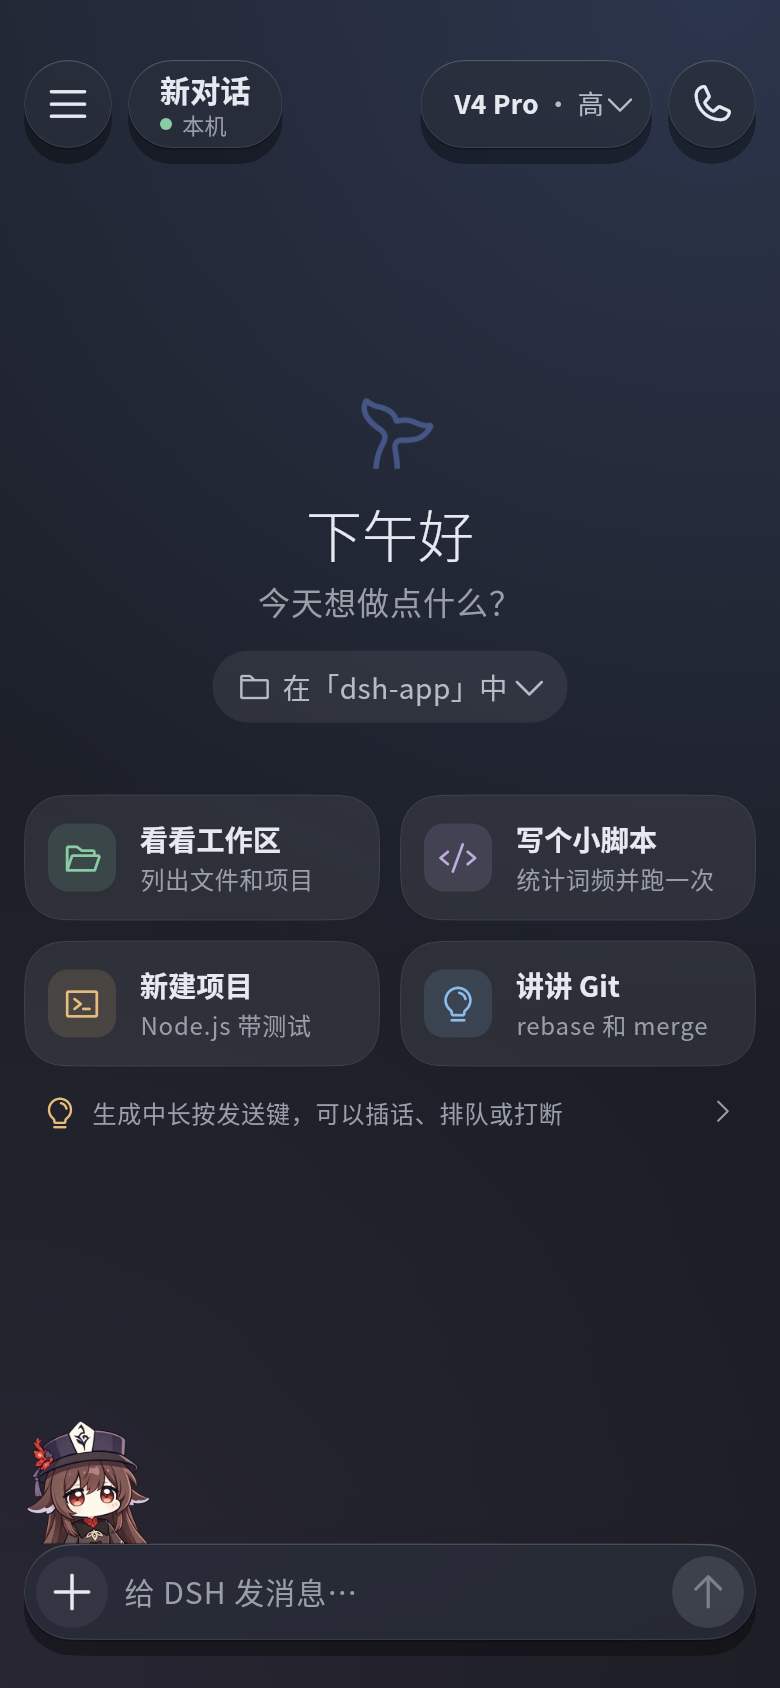 新对话
本机
V4 Pro · 高
下午好
今天想做点什么？
在「dsh-app」中
看看工作区
列出文件和项目
写个小脚本
统计词频并跑一次
新建项目
Node.js 带测试
讲讲 Git
rebase 和 merge
生成中长按发送键，可以插话、排队或打断
给 DSH 发消息…